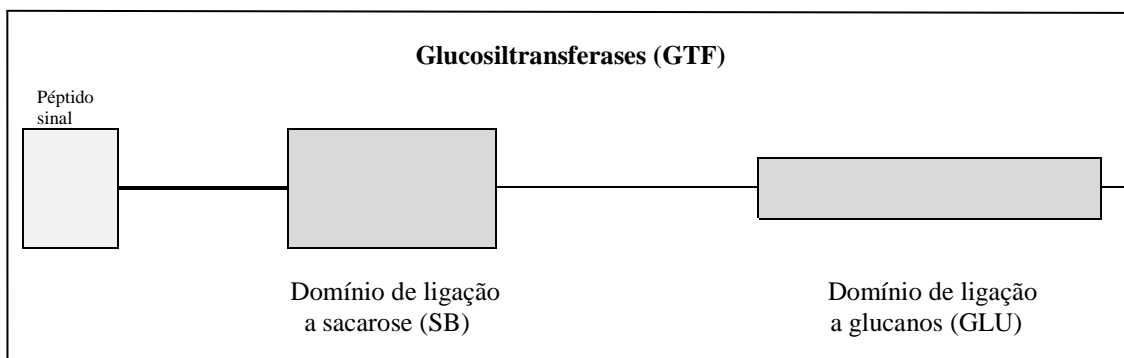 Glucosiltransferases (GTF)
Péptido
sinal
Domínio de ligação
a sacarose (SB)
Domínio de ligação
a glucanos (GLU)